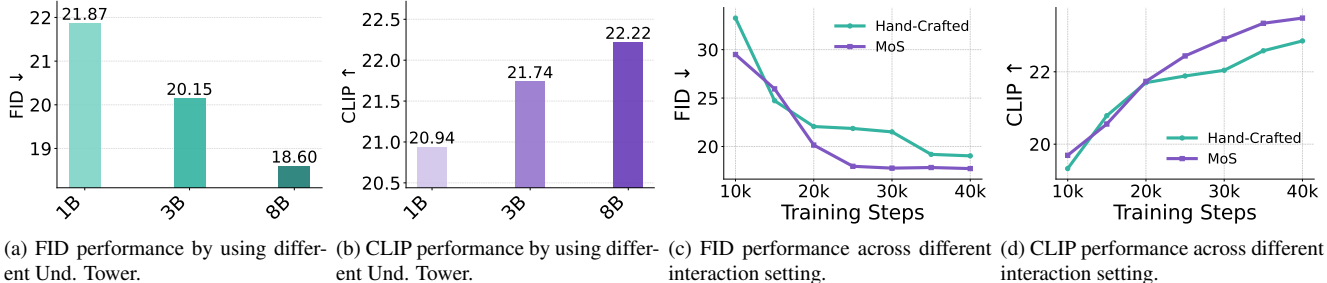 FID ↓
22
21
20
19
21.87
20.15
18.60
1B
3B
8B
(a) FID performance by using differ-
ent Und. Tower.
CLIP ↑
22.5
22.0
21.5
21.0
20.5
20.94
21.74
22.22
1B
3B
8B
(b) CLIP performance by using differ-
ent Und. Tower.
FID ↓
30
25
20
Hand-Crafted
MoS
10k
20k
30k
40k
Training Steps
(c) FID performance across different
interaction setting.
CLIP ↑
22
20
Hand-Crafted
MoS
10k
20k
30k
40k
Training Steps
(d) CLIP performance across different
interaction setting.